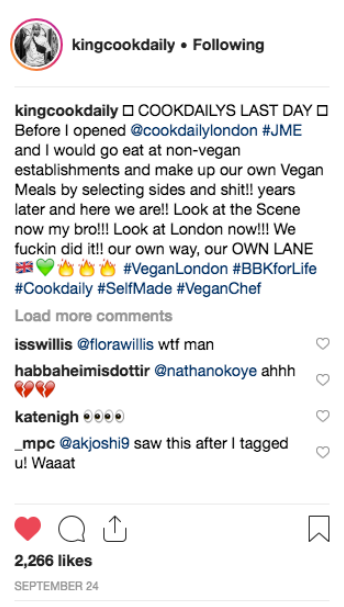 kingcookdaily • Following
kingcookdaily □ COOKDAILYS LAST DAY □
Before I opened @cookdailylondon #JME
and I would go eat at non-vegan
establishments and make up our own Vegan
Meals by selecting sides and shit!! years
later and here we are!! Look at the Scene
now my bro!!! Look at London now!!! We
fuckin did it!! our own way, our OWN LANE
🇬🇧💚🔥🔥🔥 #VeganLondon #BBKforLife
#Cookdaily #SelfMade #VeganChef
Load more comments
isswillis @florawillis wtf man
habbaheimisdottir @nathanokoye ahhh
💔💔
katenigh 👀👀
_mpc @akjoshi9 saw this after I tagged
u! Waaat
2,266 likes
SEPTEMBER 24